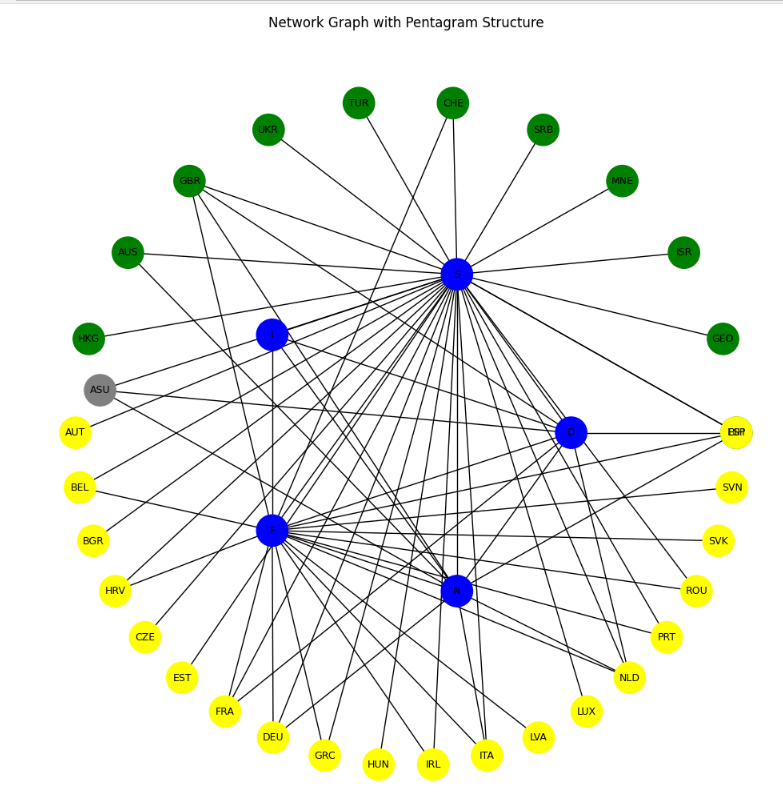 Network Graph with Pentagram Structure
TUR
CHE
UKR
SRB
GBR
MNE
AUS
ISR
S
I
HKG
GEO
ASU
AUT
D
BEL
SVN
F
BGR
SVK
HRV
N
ROU
CZE
PRT
EST
NLD
FRA
LUX
DEU
LVA
GRC
ITA
HUN
IRL